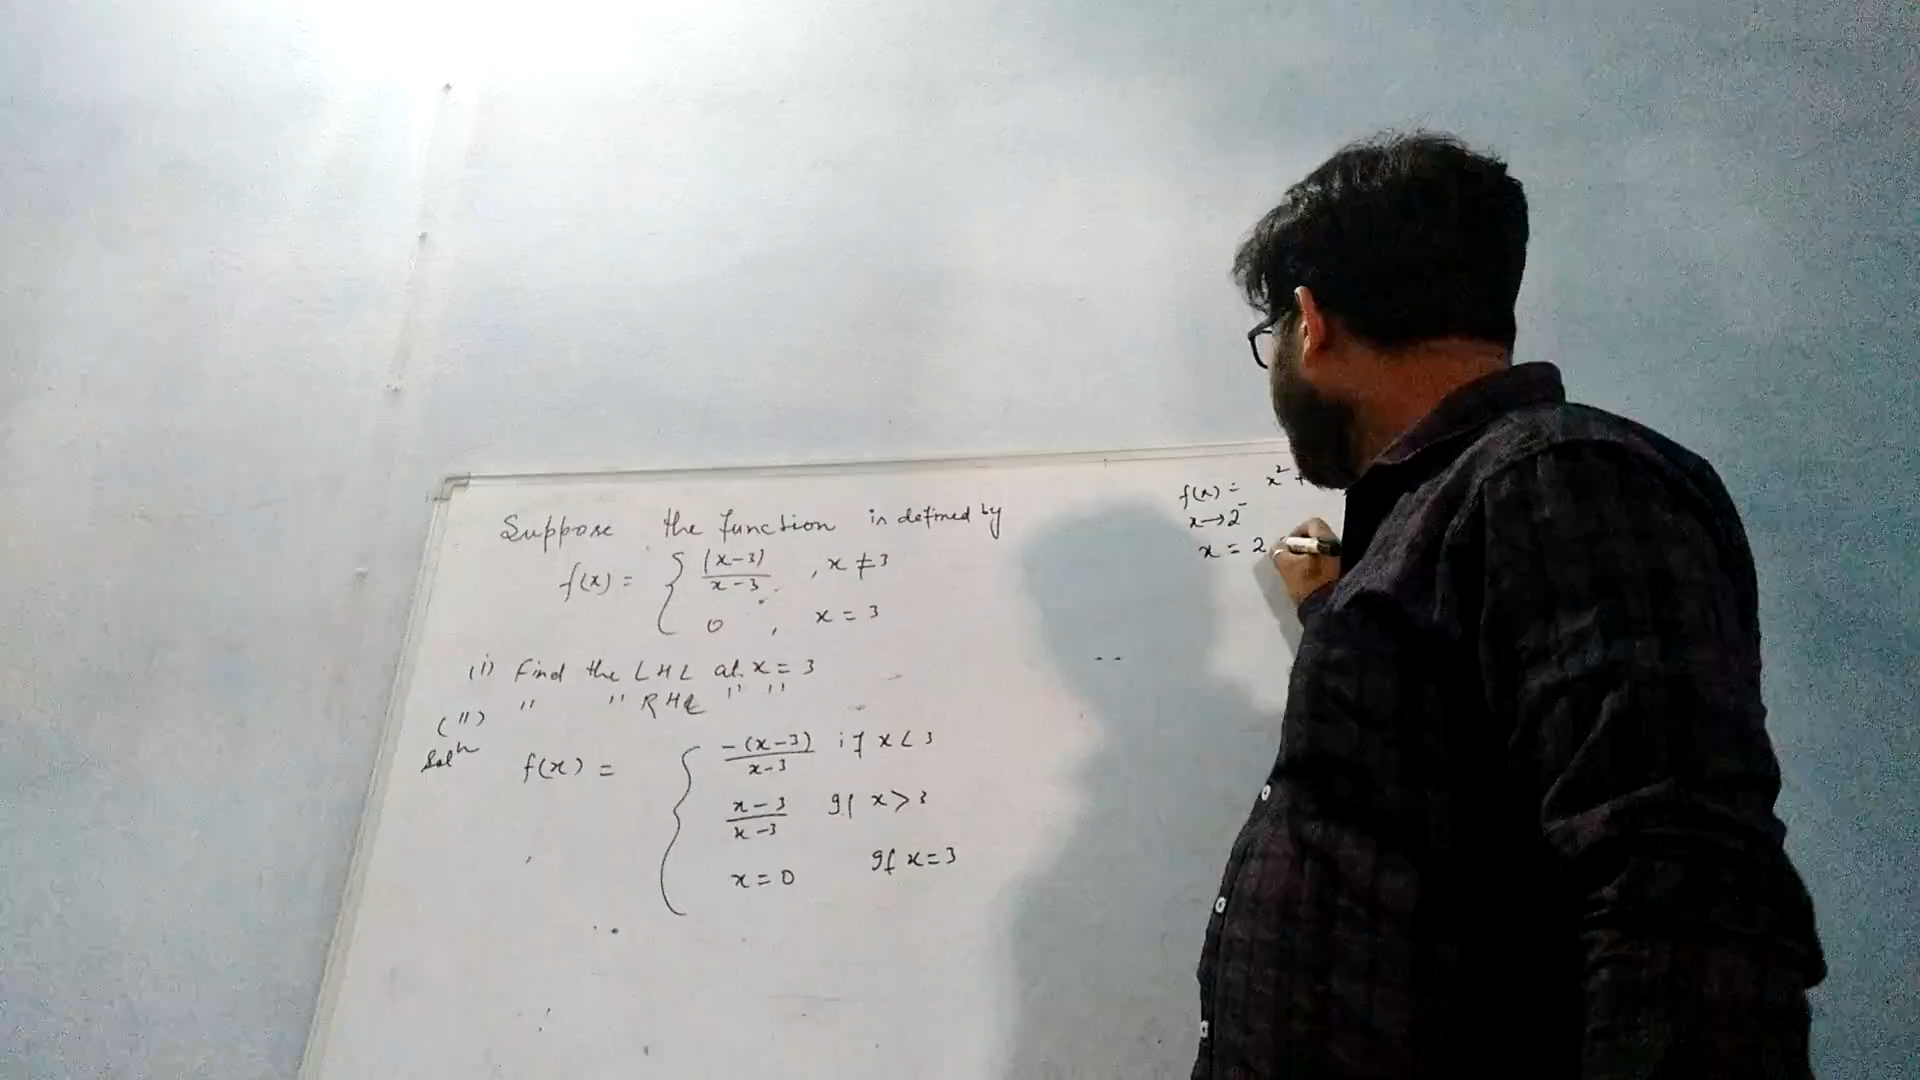 Suppose the function is defined by
f(x) = { (x-3)/x-3 , x ≠ 3
0 , x = 3
(i) Find the LHL at x = 3
(ii) " " RHL " "
Solⁿ f(x) = { -(x-3)/x-3 if x < 3
x-3/x-3 If x > 3
x = 0 If x = 3
f(x) = x² +
x → 2⁻
x = 2